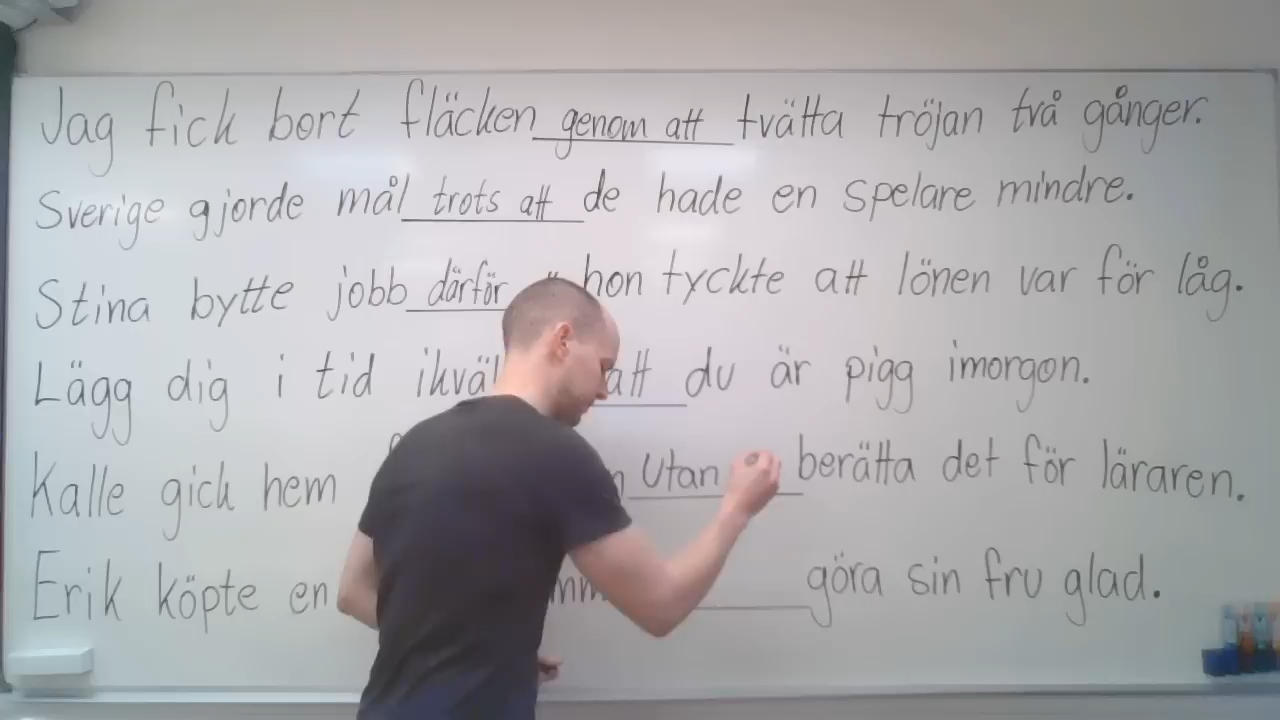 Jag fick bort fläcken genom att tvätta tröjan två gånger.
Sverige gjorde mål trots att de hade en spelare mindre.
Stina bytte jobb därför hon tyckte att lönen var för låg.
Lägg dig i tid att du är pigg imorgon.
Kalle gick hem utan berätta det för läraren.
Erik köpte en göra sin fru glad.